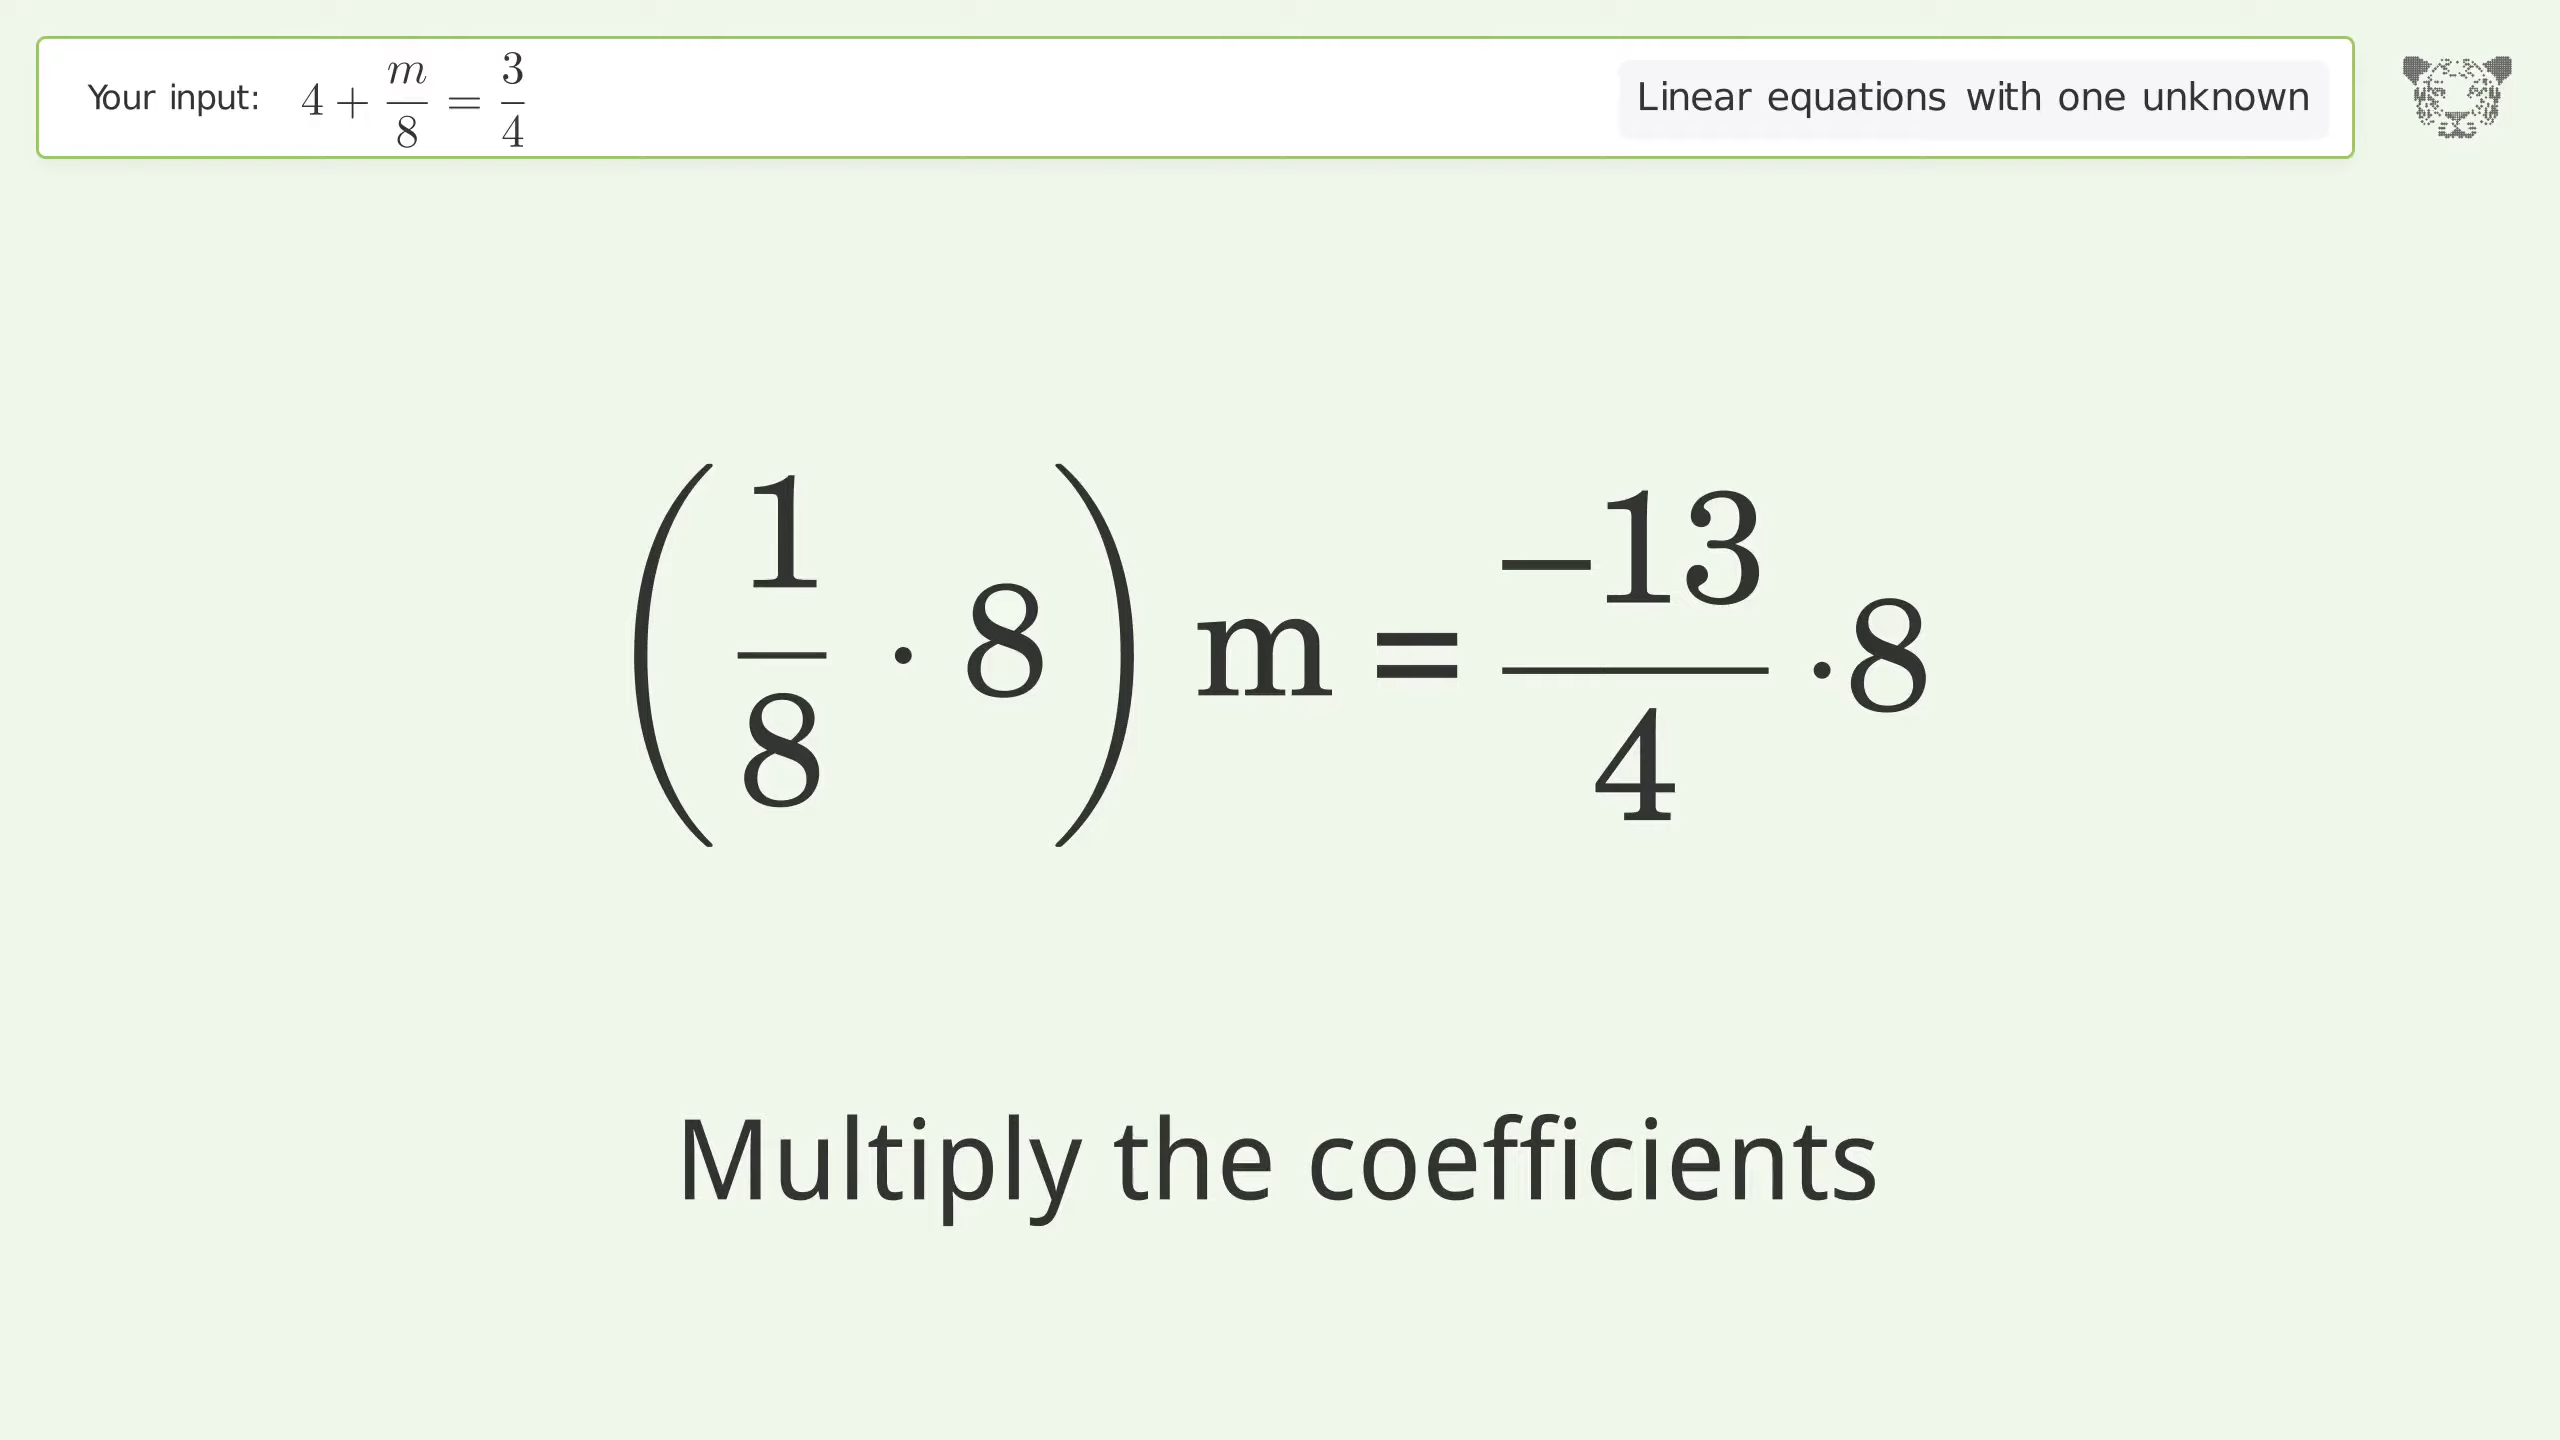 Your input: 4 + m/8 = 3/4
Linear equations with one unknown
(1/8 · 8) m = −13/4 ·8
Multiply the coefficients